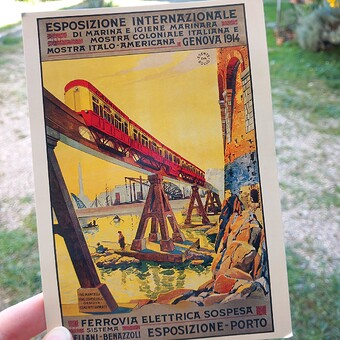 ESPOSIZIONE INTERNAZIONALE
DI MARINA E IGIENE MARINARA
MOSTRA COLONIALE ITALIANA E
MOSTRA ITALO-AMERICANA GENOVA 1914
FERROVIA ELETTRICA SOSPESA
SISTEMA
BENAZZOLI ESPOSIZIONE-PORTO